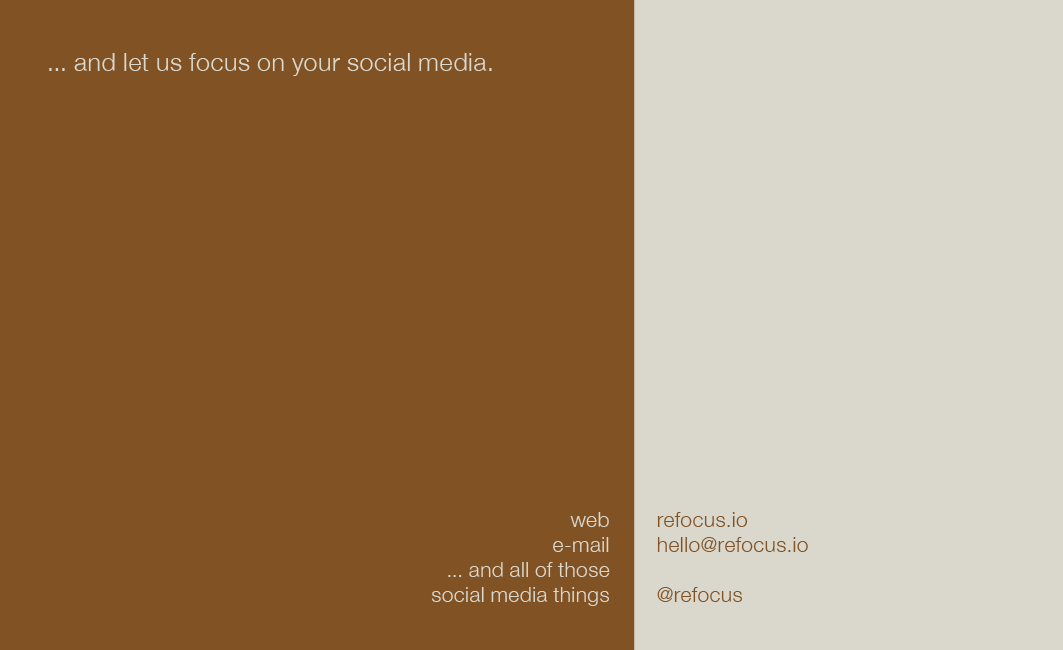 ... and let us focus on your social media.
web refocus.io
e-mail hello@refocus.io
... and all of those
social media things @refocus